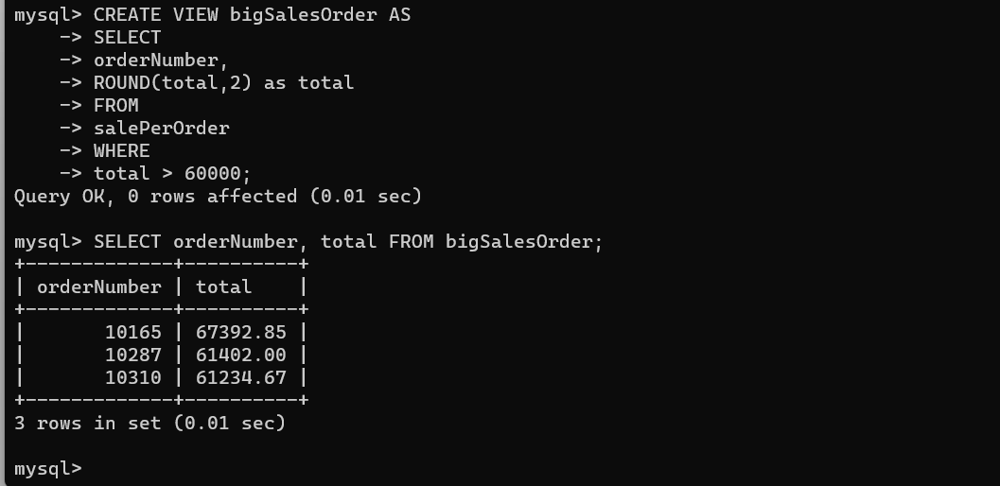 mysql> CREATE VIEW bigSalesOrder AS
    -> SELECT
    -> orderNumber,
    -> ROUND(total,2) as total
    -> FROM
    -> salePerOrder
    -> WHERE
    -> total > 60000;
Query OK, 0 rows affected (0.01 sec)

mysql> SELECT orderNumber, total FROM bigSalesOrder;
+-------------+----------+
| orderNumber | total    |
+-------------+----------+
|       10165 | 67392.85 |
|       10287 | 61402.00 |
|       10310 | 61234.67 |
+-------------+----------+
3 rows in set (0.01 sec)

mysql>